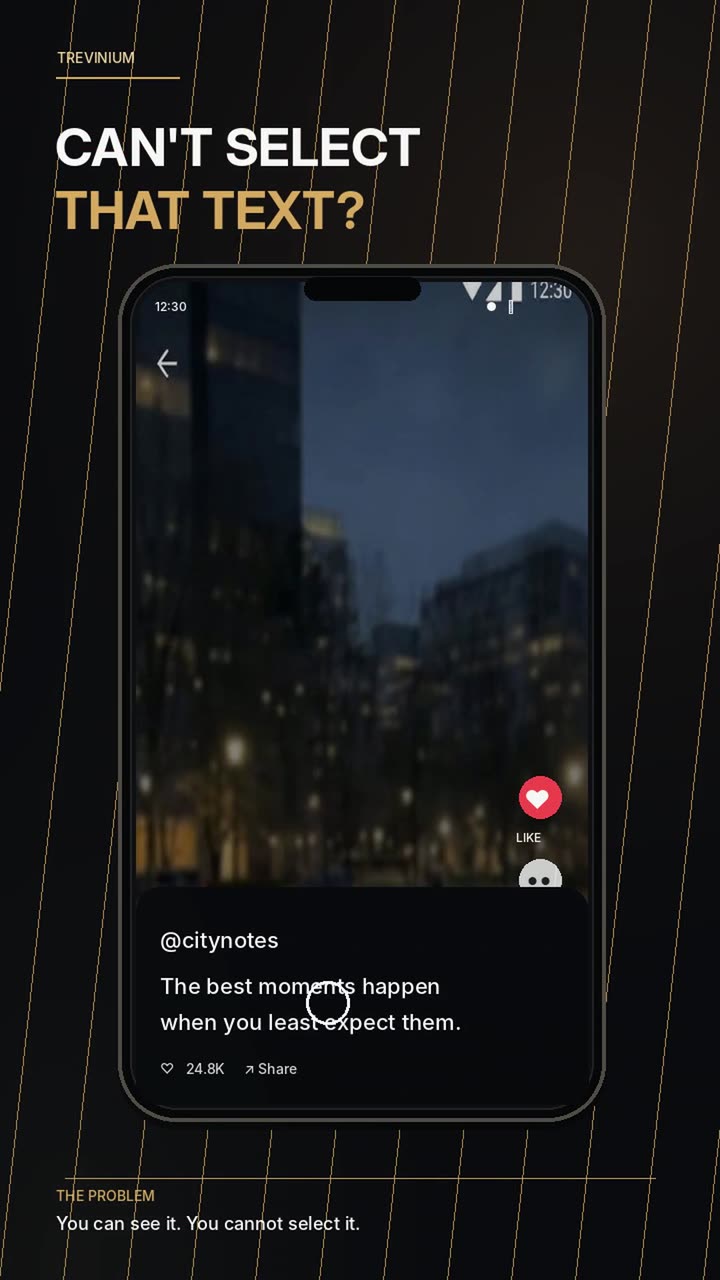 TREVINIUM
CAN'T SELECT
THAT TEXT?
12:30
12:30
LIKE
@citynotes
The best moments happen
when you least expect them.
24.8K
Share
THE PROBLEM
You can see it. You cannot select it.